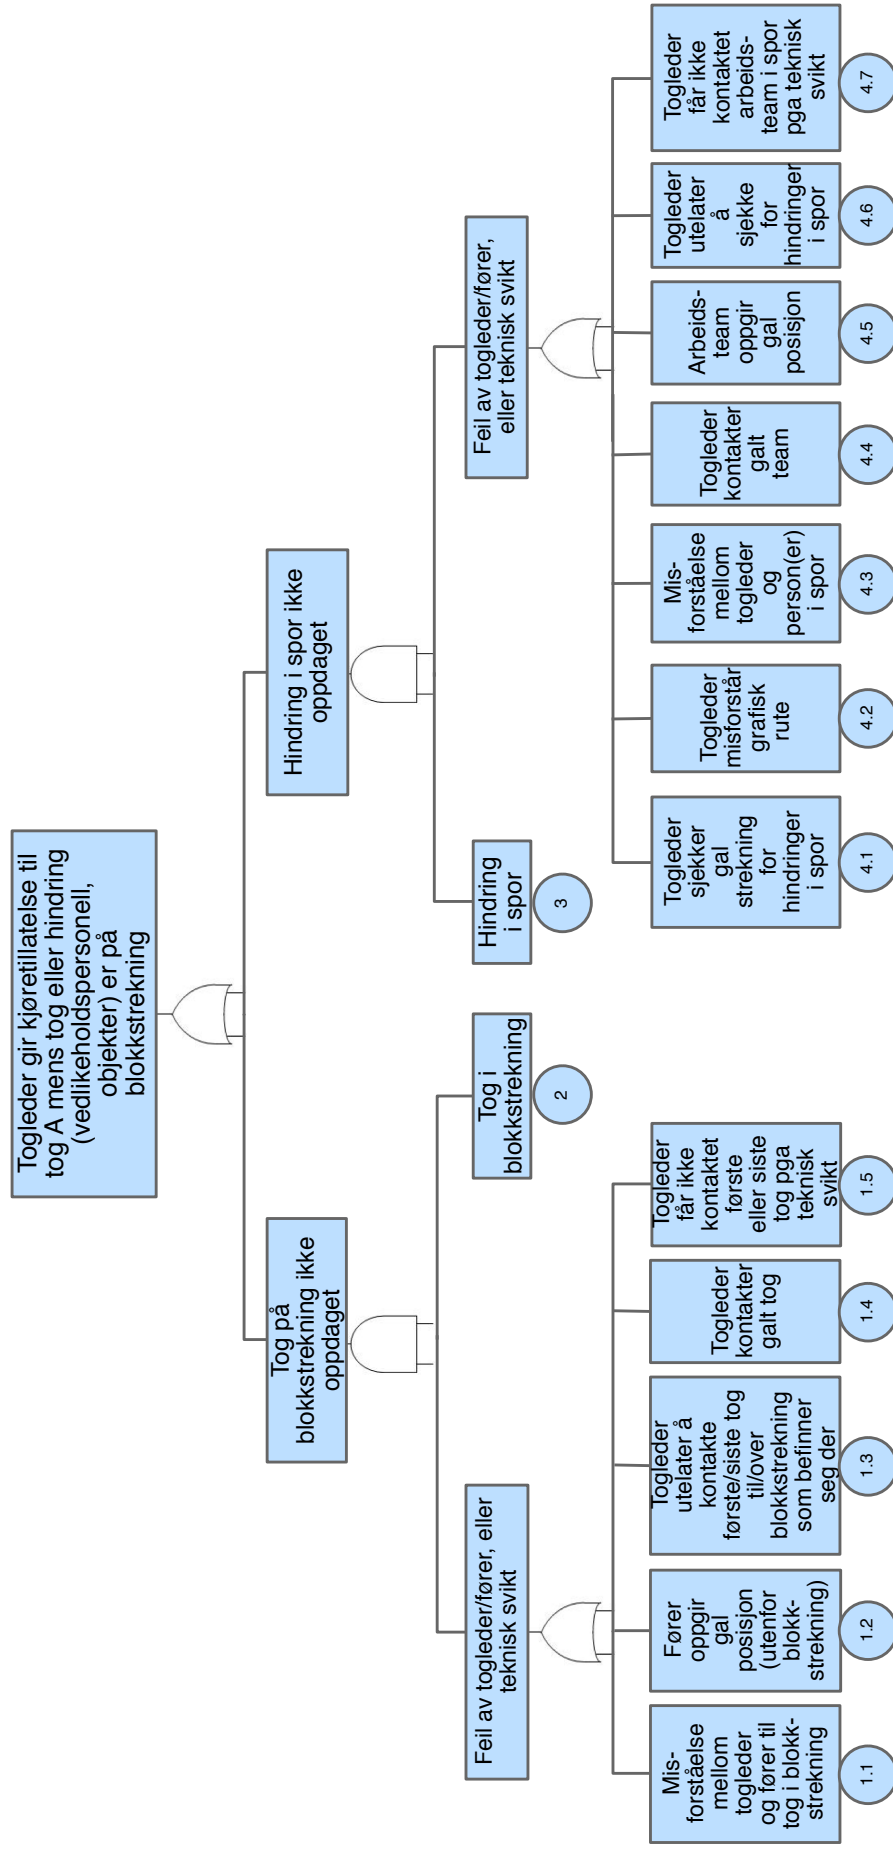 Togleder gir kjøretillatelse til
tog A mens tog eller hindring
(vedlikeholdspersonell,
objekter) er på
blokkstrekning
Tog på
blokkstrekning ikke
oppdaget
Hindring i spor ikke
oppdaget
Feil av togleder/fører, eller
teknisk svikt
Tog i
blokkstrekning
2
Hindring
i spor
3
Feil av togleder/fører,
eller teknisk svikt
Mis-
forståelse
mellom
togleder
og fører til
tog i blokk-
strekning
1.1
Fører
oppgir
gal
posisjon
(utenfor
blokk-
strekning)
1.2
Togleder
utelater å
kontakte
første/siste tog
til/over
blokkstrekning
som befinner
seg der
1.3
Togleder
kontakter
galt tog
1.4
Togleder
får ikke
kontaktet
første
eller siste
tog pga
teknisk
svikt
1.5
Togleder
sjekker
gal
strekning
for
hindringer
i spor
4.1
Togleder
misforstår
grafisk
rute
4.2
Mis-
forståelse
mellom
togleder
og
person(er)
i spor
4.3
Togleder
kontakter
galt
team
4.4
Arbeids-
team
oppgir
gal
posisjon
4.5
Togleder
utelater
å
sjekke
for
hindringer
i spor
4.6
Togleder
får ikke
kontaktet
arbeids-
team i spor
pga teknisk
svikt
4.7